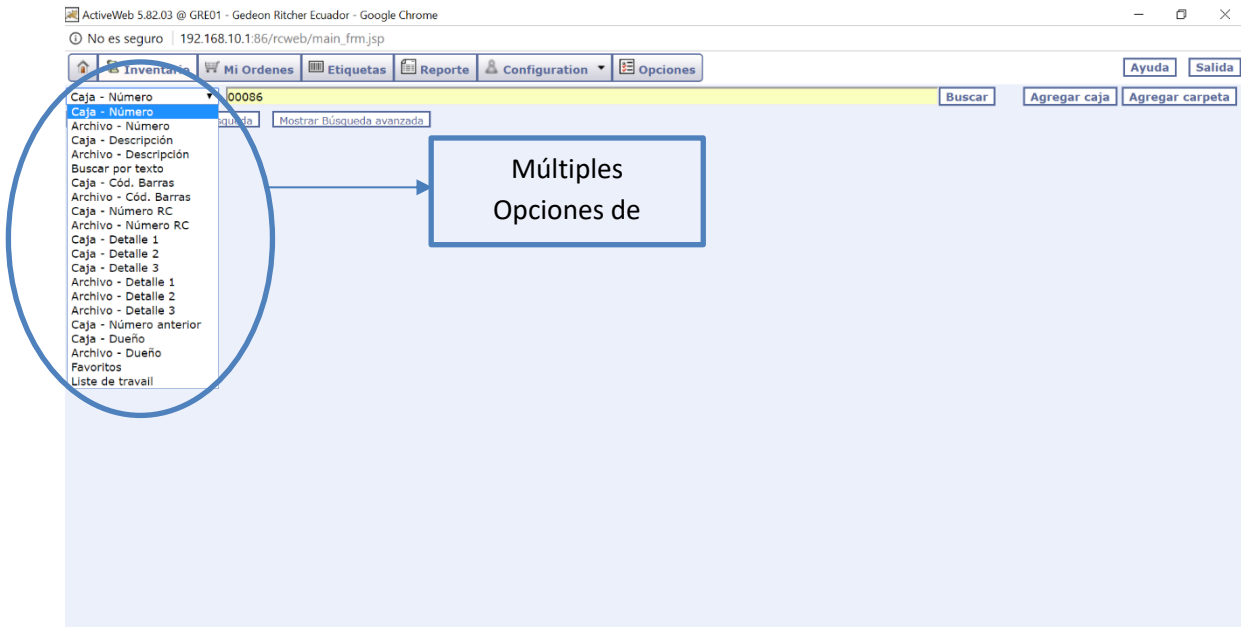 ActiveWeb 5.82.03 @ GRE01 - Gedeon Ritcher Ecuador - Google Chrome
No es seguro 192.168.10.1:86/rcweb/main_frm.jsp
Inventario Mi Ordenes Etiquetas Reporte Configuration Opciones Ayuda Salida
Caja - Número 00086 Buscar Agregar caja Agregar carpeta
Mostrar Búsqueda avanzada
Caja - Número
Archivo - Número
Caja - Descripción
Archivo - Descripción
Buscar por texto
Caja - Cód. Barras
Archivo - Cód. Barras
Caja - Número RC
Archivo - Número RC
Caja - Detalle 1
Caja - Detalle 2
Caja - Detalle 3
Archivo - Detalle 1
Archivo - Detalle 2
Archivo - Detalle 3
Caja - Número anterior
Caja - Dueño
Archivo - Dueño
Favoritos
Liste de travail
Múltiples
Opciones de